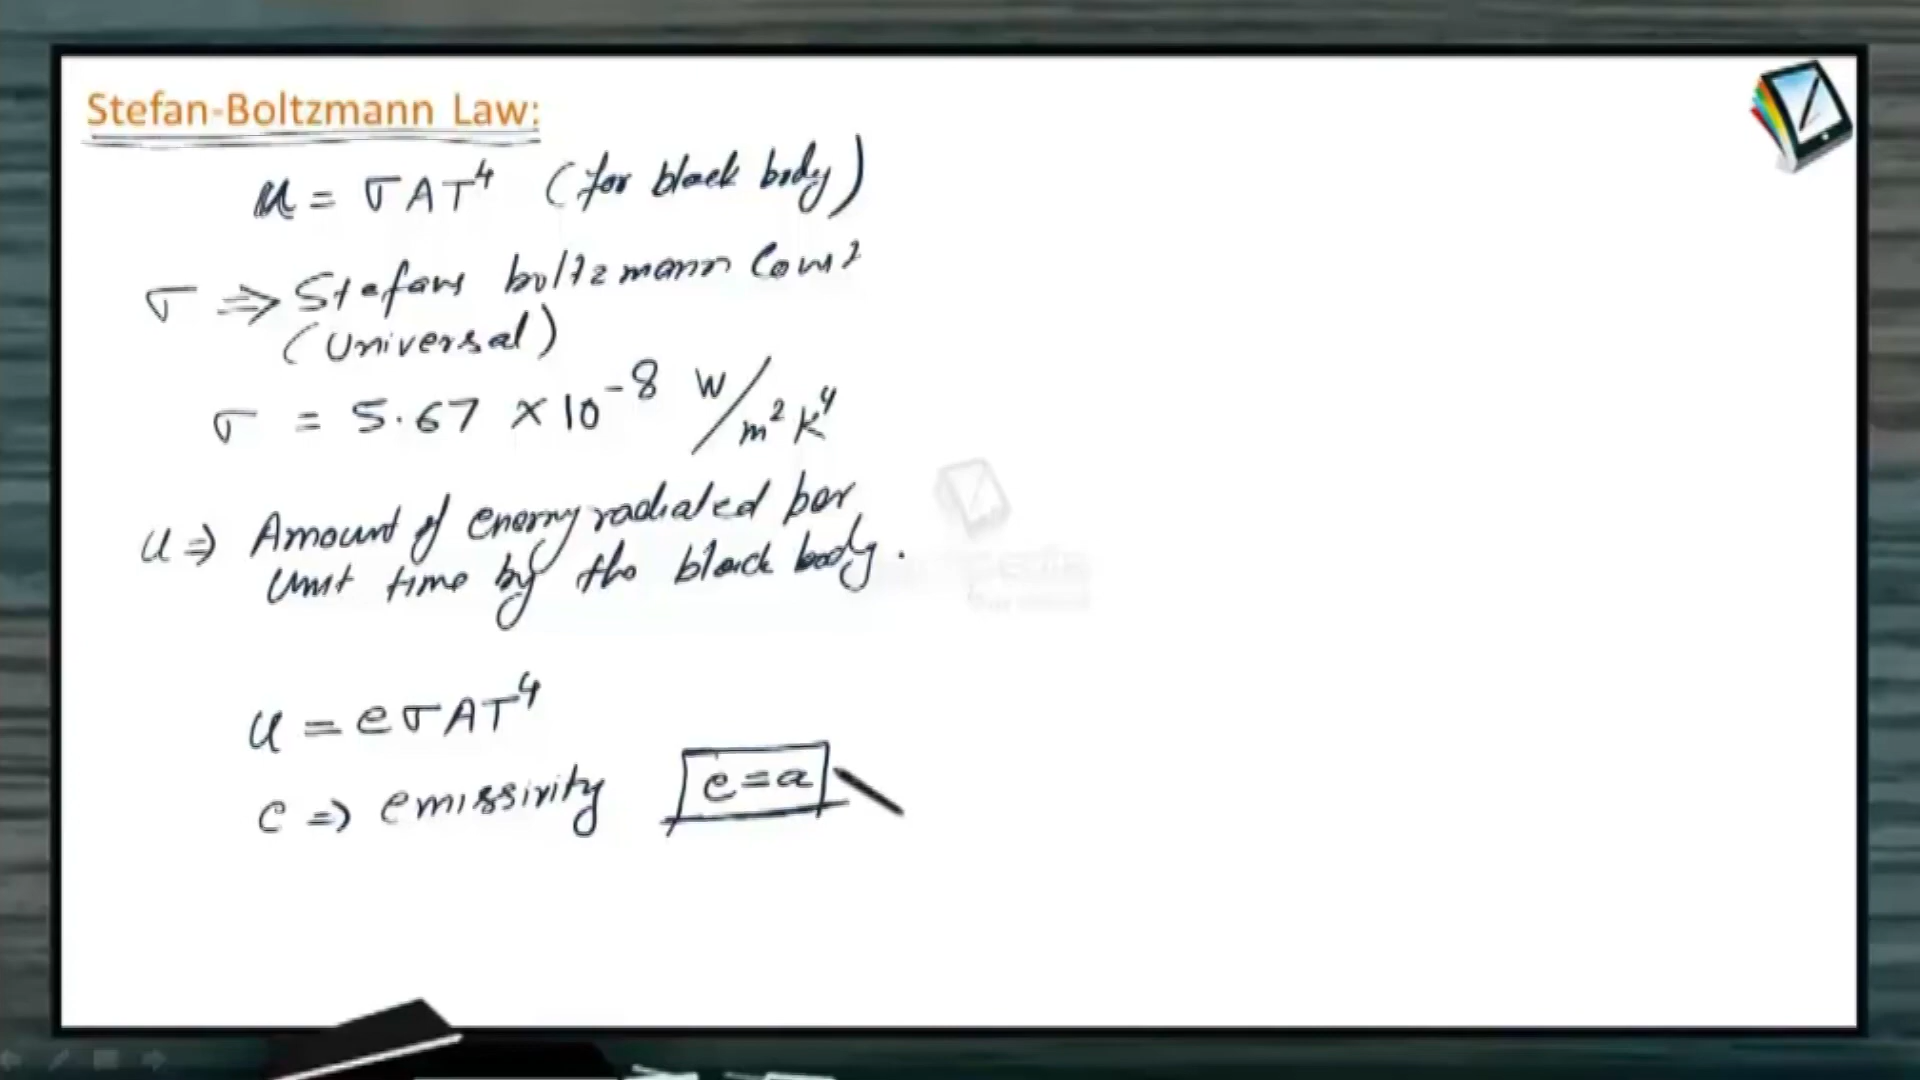 Stefan-Boltzmann Law:
u = σAT⁴ (for black body)
σ ⇒ Stefans boltzmann Const
(Universal)
σ = 5.67 × 10⁻⁸ W/m²K⁴
u ⇒ Amount of energy radiated per
Unit time by the black body.
u = eσAT⁴
e ⇒ emissivity e = a